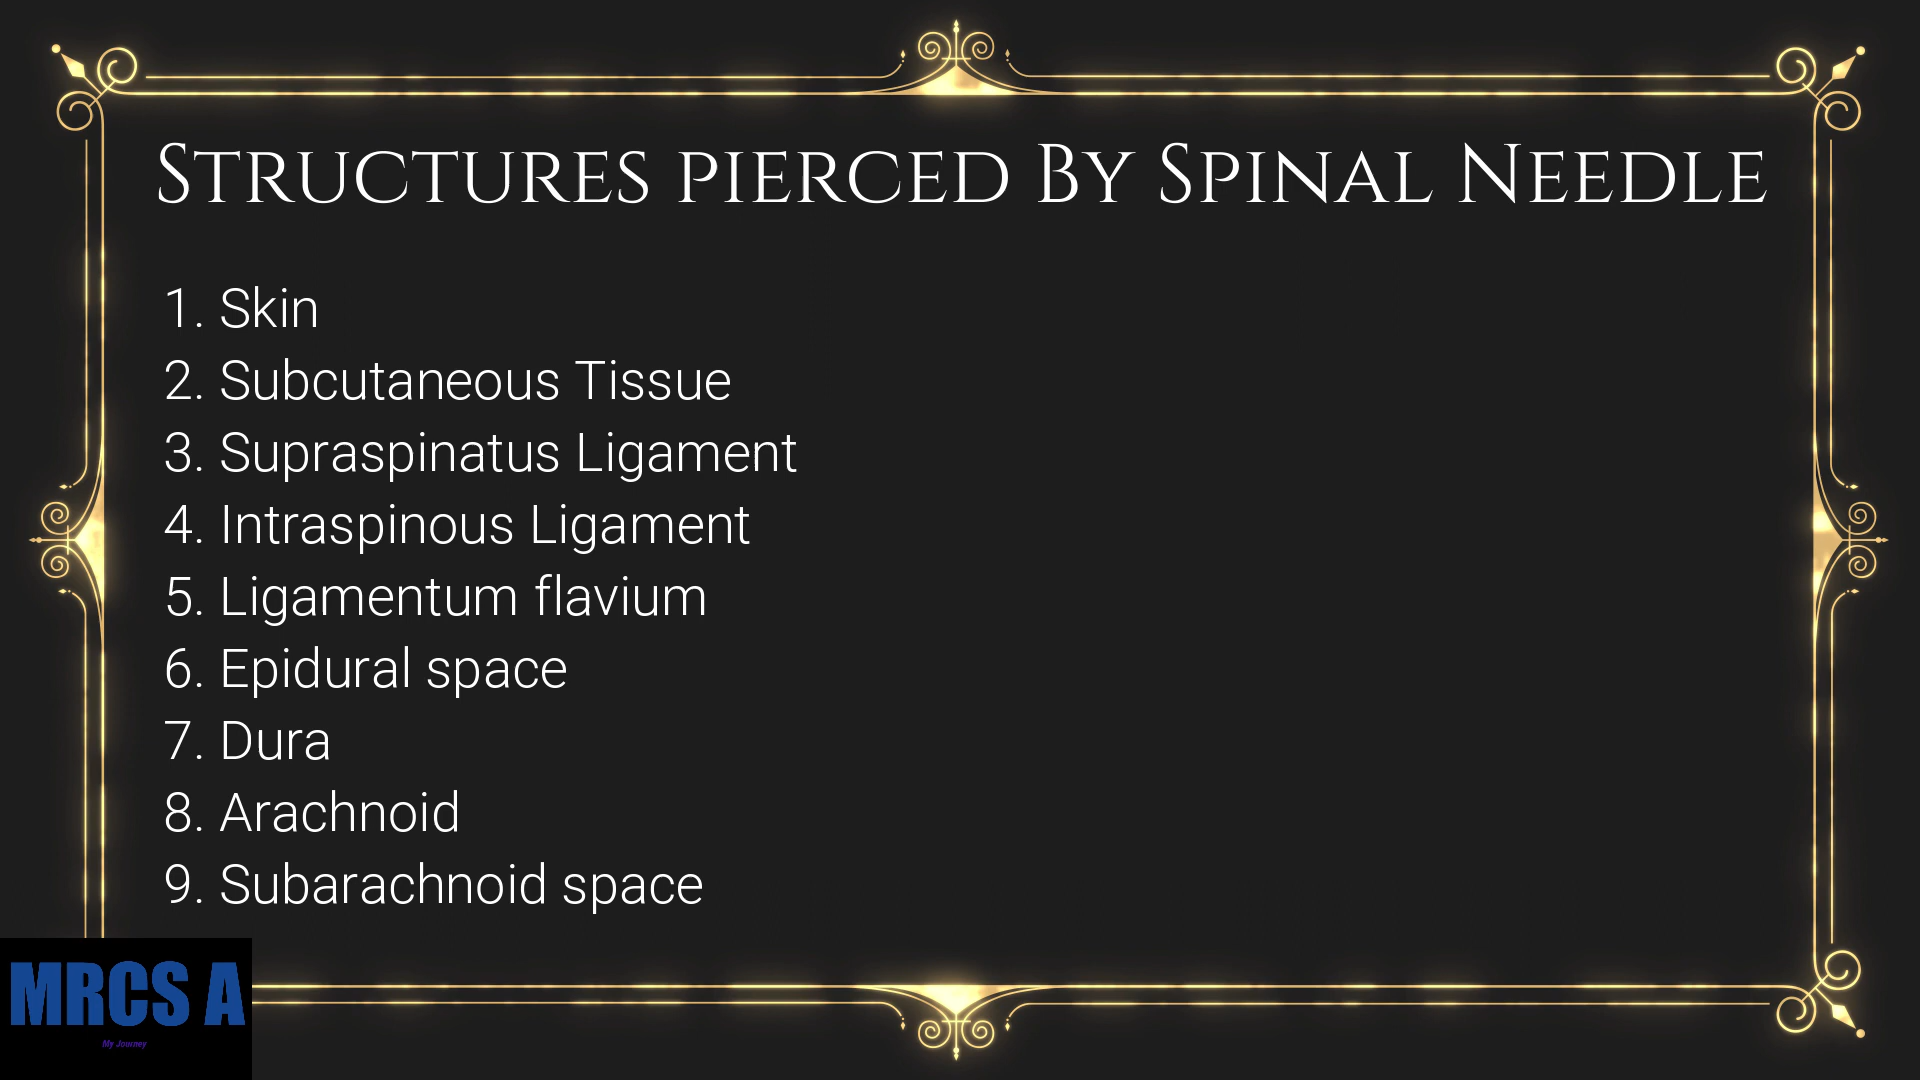 Structures pierced By Spinal Needle
1. Skin
2. Subcutaneous Tissue
3. Supraspinatus Ligament
4. Intraspinous Ligament
5. Ligamentum flavium
6. Epidural space
7. Dura
8. Arachnoid
9. Subarachnoid space
MRCS A
My Journey